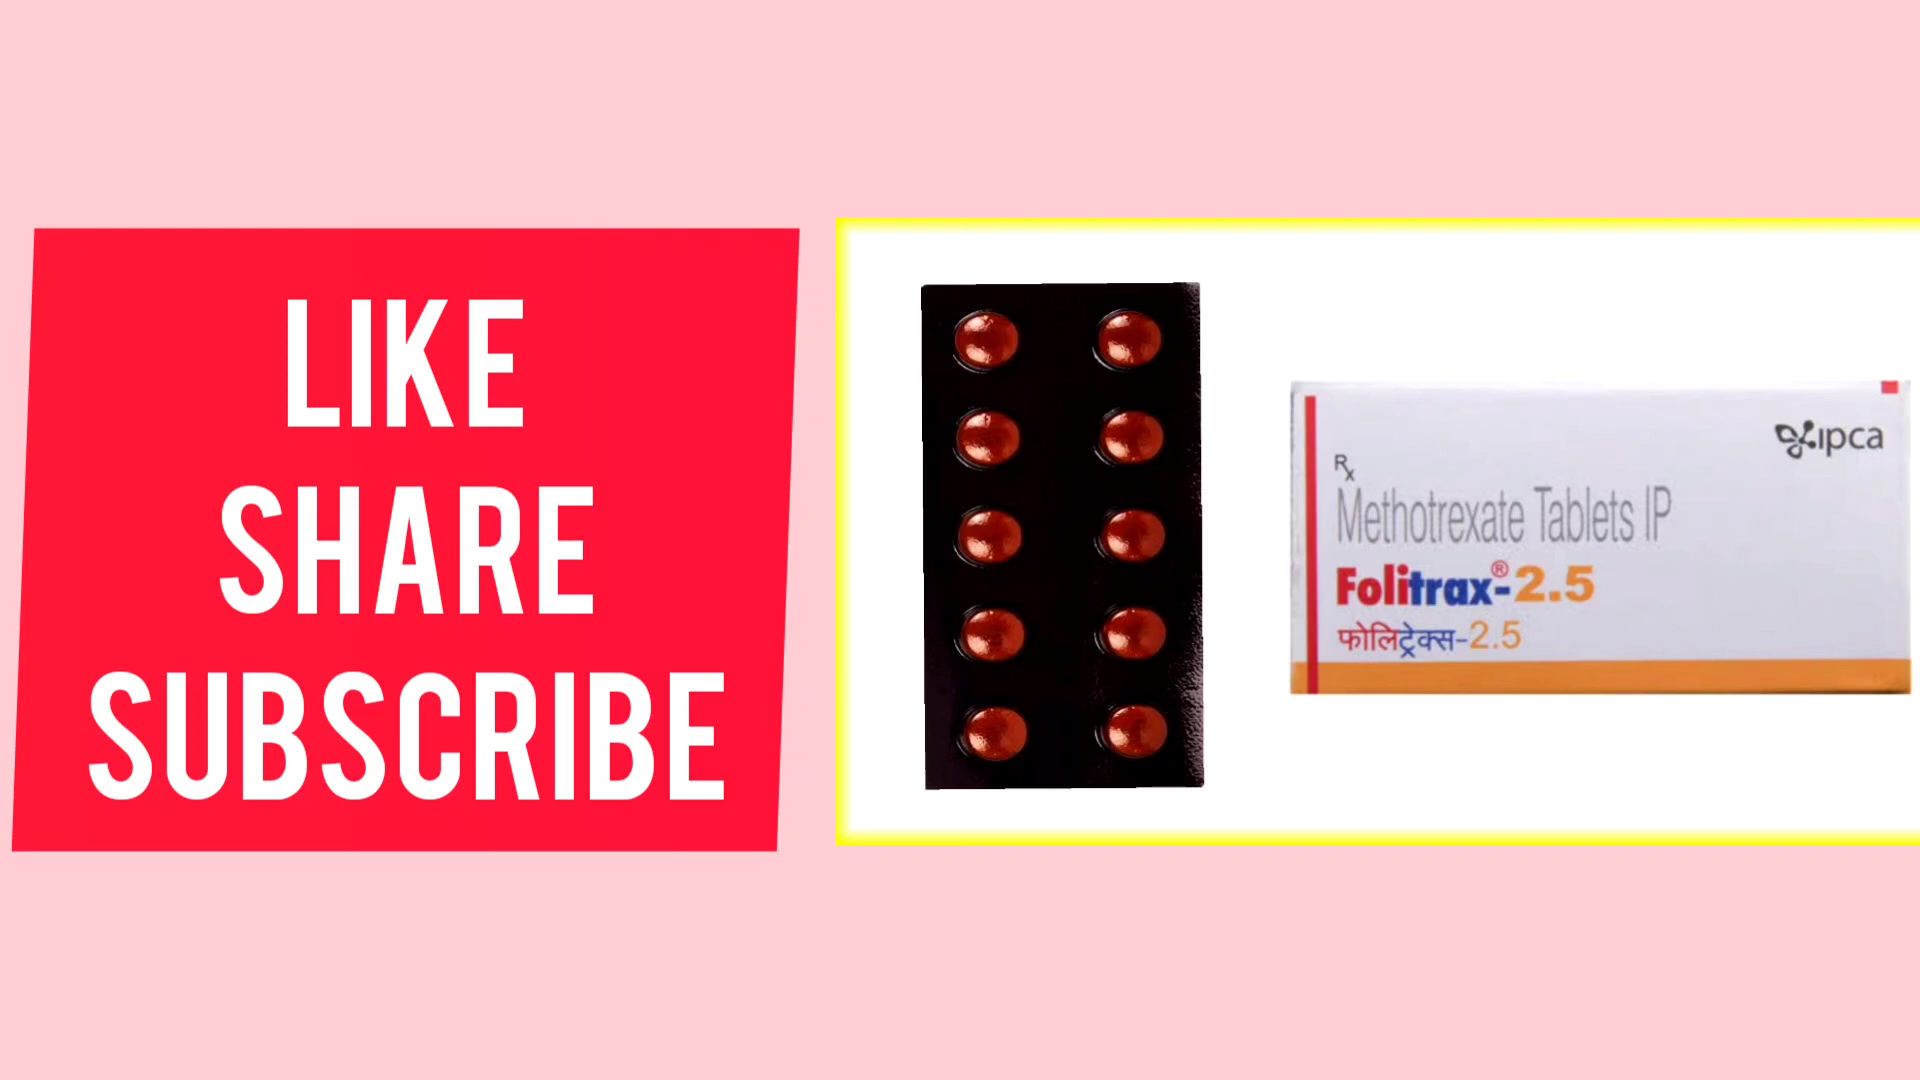 LIKE
SHARE
SUBSCRIBE
ipca
Rx
Methotrexate Tablets IP
Folitrax®-2.5
फोलिट्रेक्स-2.5